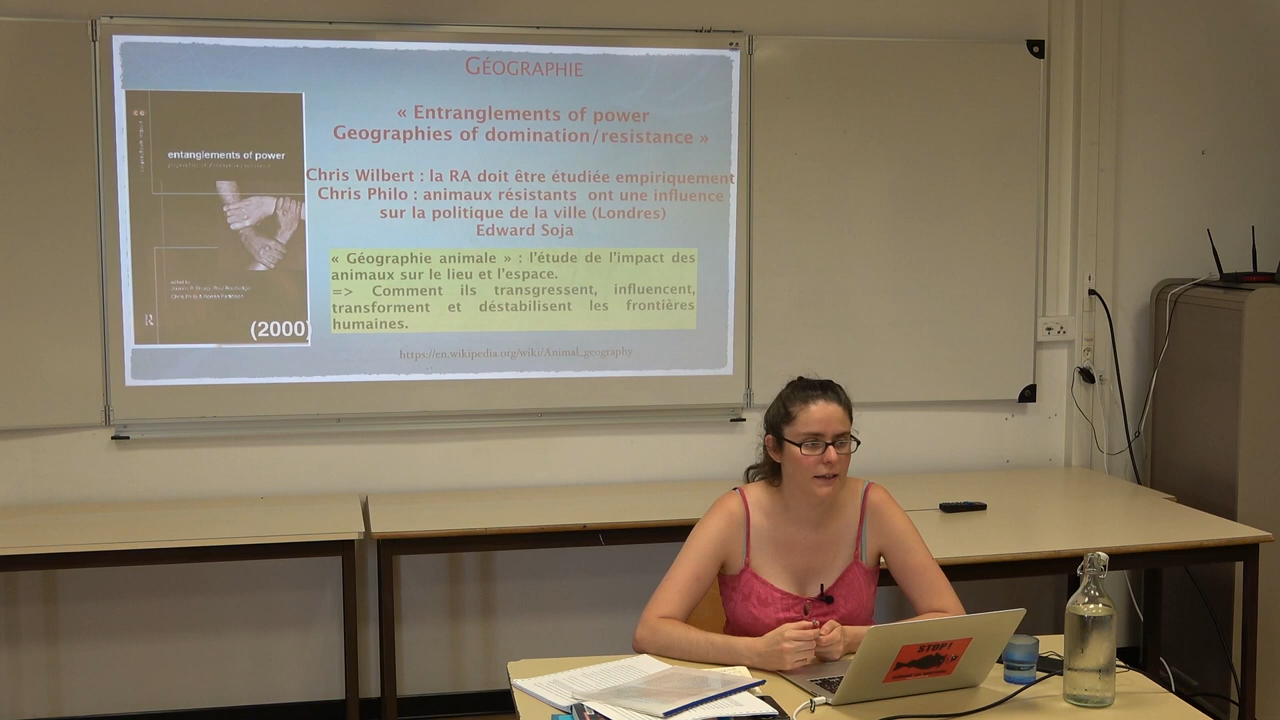 GÉOGRAPHIE
« Entranglements of power
Geographies of domination/resistance »
Chris Wilbert : la RA doit être étudiée empiriquement
Chris Philo : animaux résistants ont une influence
sur la politique de la ville (Londres)
Edward Soja
« Géographie animale » : l'étude de l'impact des
animaux sur le lieu et l'espace.
=> Comment ils transgressent, influencent,
transforment et déstabilisent les frontières
humaines.
https://en.wikipedia.org/wiki/Animal_geography
entanglements of power
edited by
(2000)
STOP!